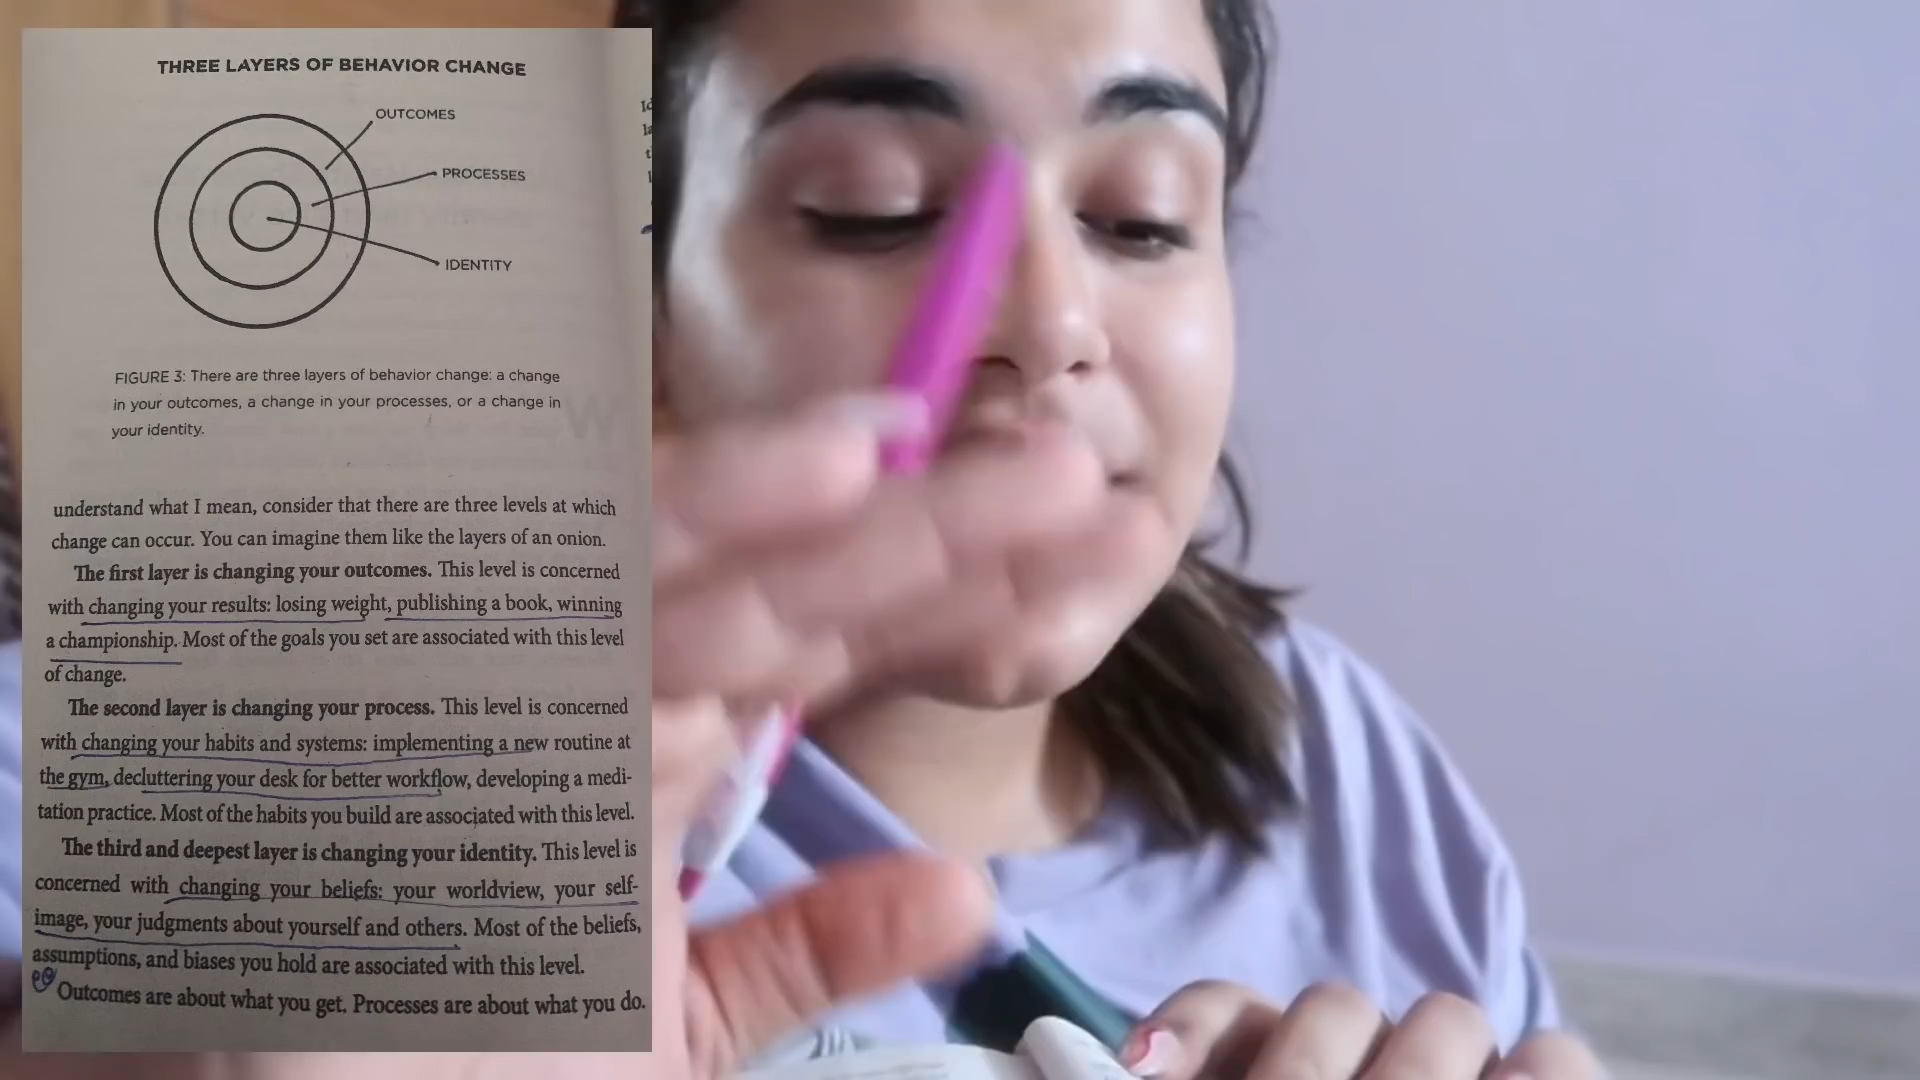 THREE LAYERS OF BEHAVIOR CHANGE
OUTCOMES
PROCESSES
IDENTITY
FIGURE 3: There are three layers of behavior change: a change
in your outcomes, a change in your processes, or a change in
your identity.
understand what I mean, consider that there are three levels at which
change can occur. You can imagine them like the layers of an onion.
The first layer is changing your outcomes. This level is concerned
with changing your results: losing weight, publishing a book, winning
a championship. Most of the goals you set are associated with this level
of change.
The second layer is changing your process. This level is concerned
with changing your habits and systems: implementing a new routine at
the gym, decluttering your desk for better workflow, developing a medi-
tation practice. Most of the habits you build are associated with this level.
The third and deepest layer is changing your identity. This level is
concerned with changing your beliefs: your worldview, your self-
image, your judgments about yourself and others. Most of the beliefs,
assumptions, and biases you hold are associated with this level.
Outcomes are about what you get. Processes are about what you do.